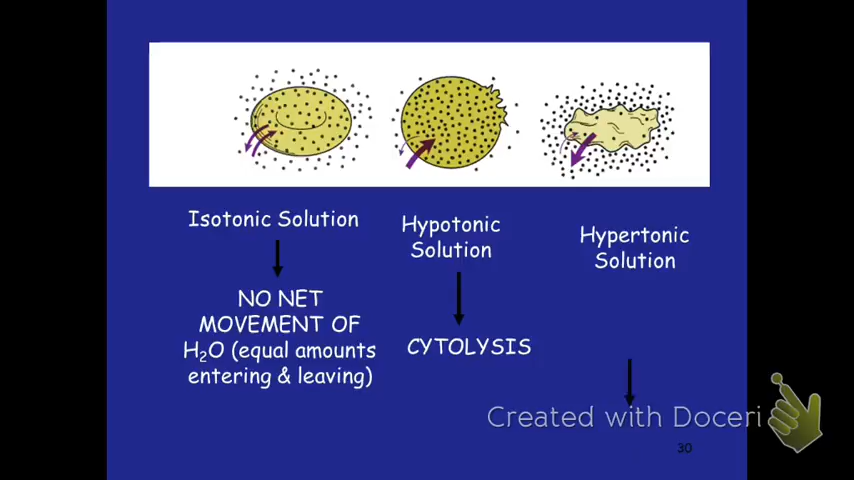 Isotonic Solution
Hypotonic
Solution
Hypertonic
Solution
NO NET
MOVEMENT OF
H₂O (equal amounts
entering & leaving)
CYTOLYSIS
Created with Doceri
30